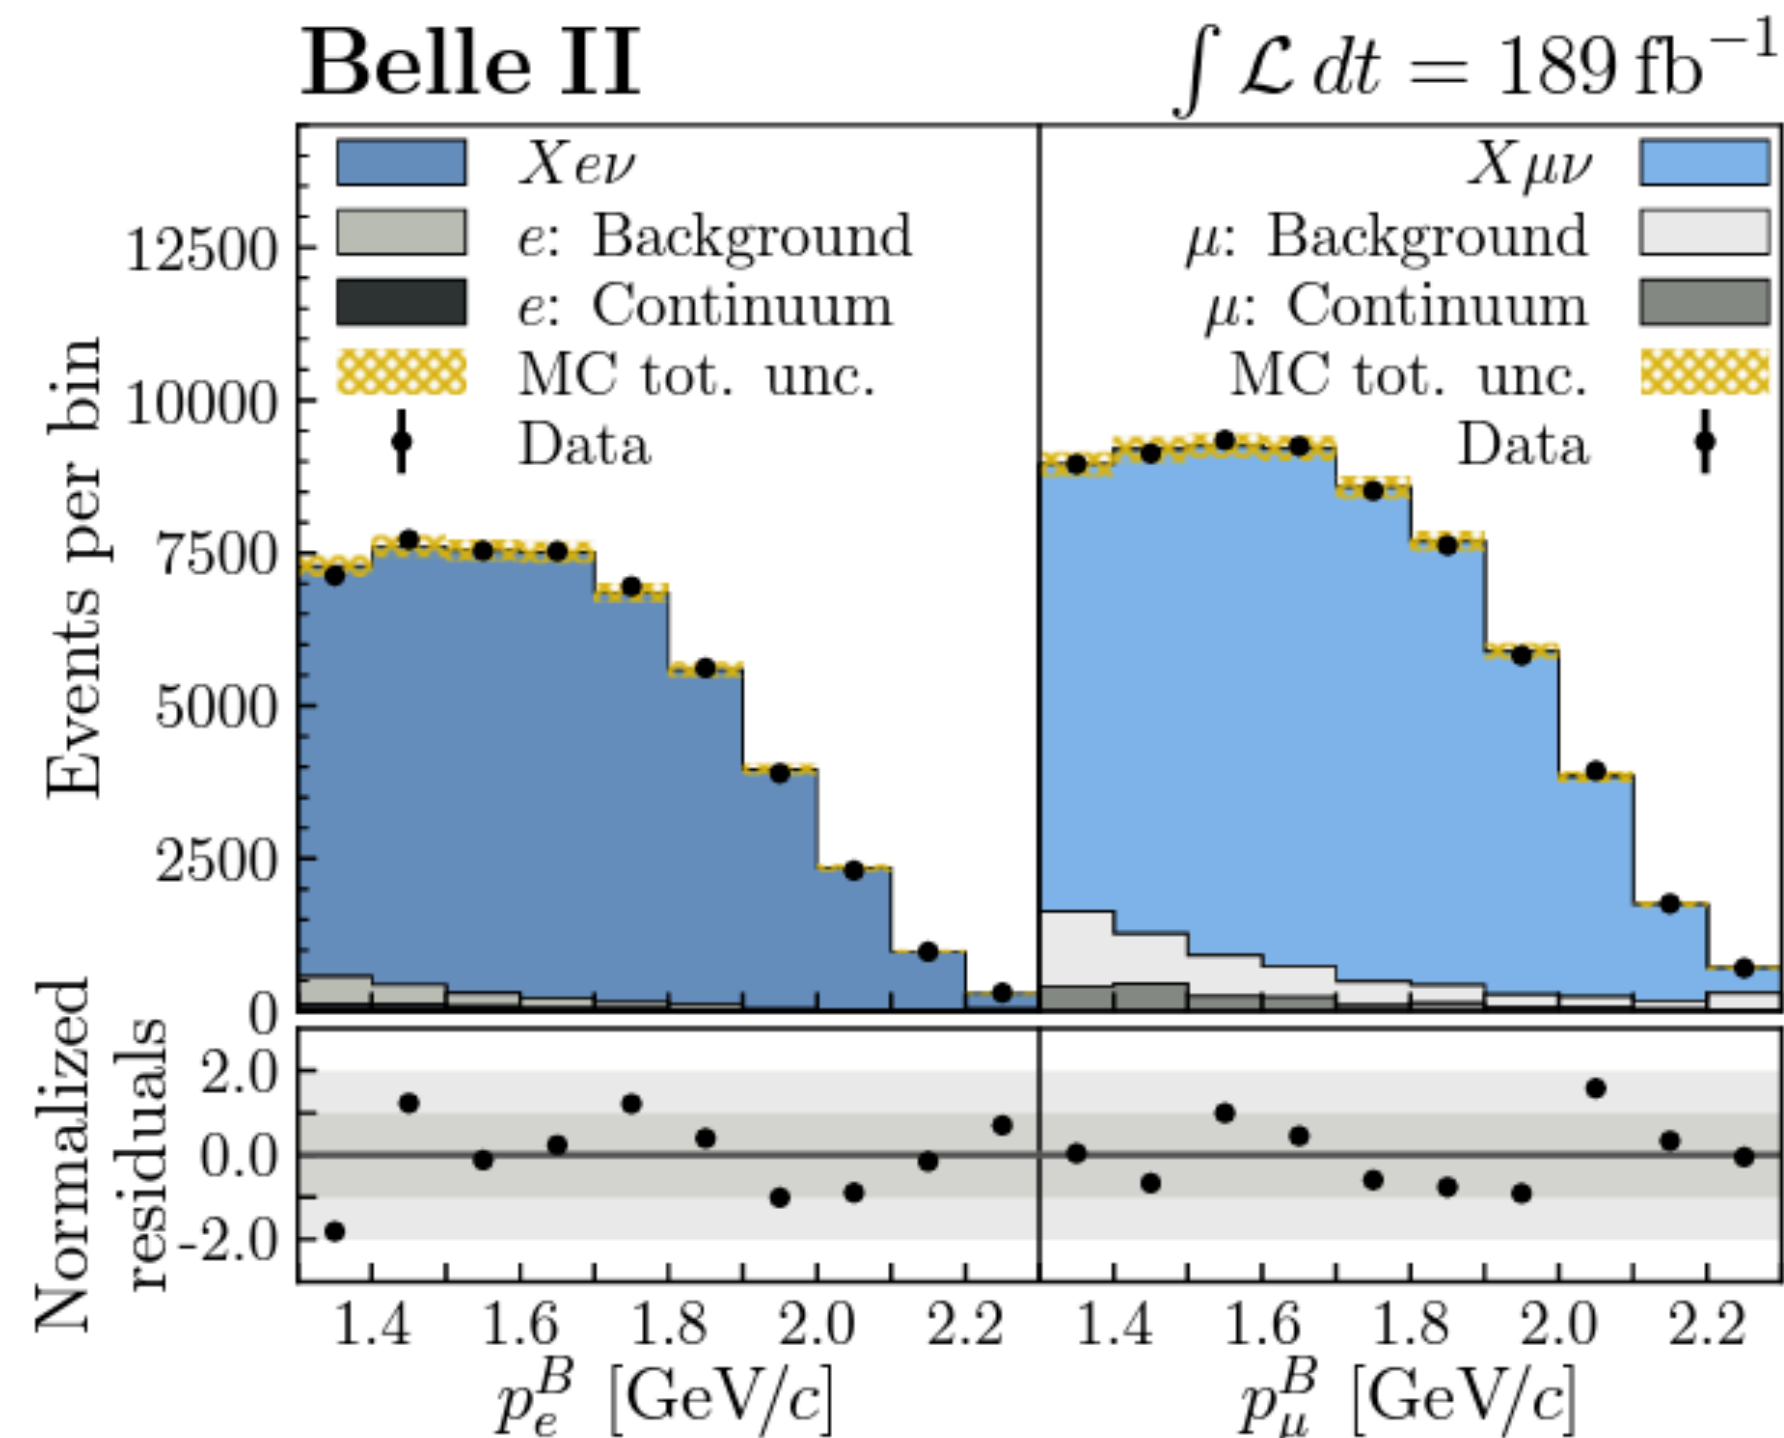 Belle II
∫ ℒ dt = 189 fb⁻¹
Xeν
e: Background
e: Continuum
MC tot. unc.
Data
Xμν
μ: Background
μ: Continuum
MC tot. unc.
Data
Events per bin
12500
10000
7500
5000
2500
0
Normalized
residuals
2.0
0.0
-2.0
1.4 1.6 1.8 2.0 2.2 1.4 1.6 1.8 2.0 2.2
p_e^B [GeV/c]
p_μ^B [GeV/c]